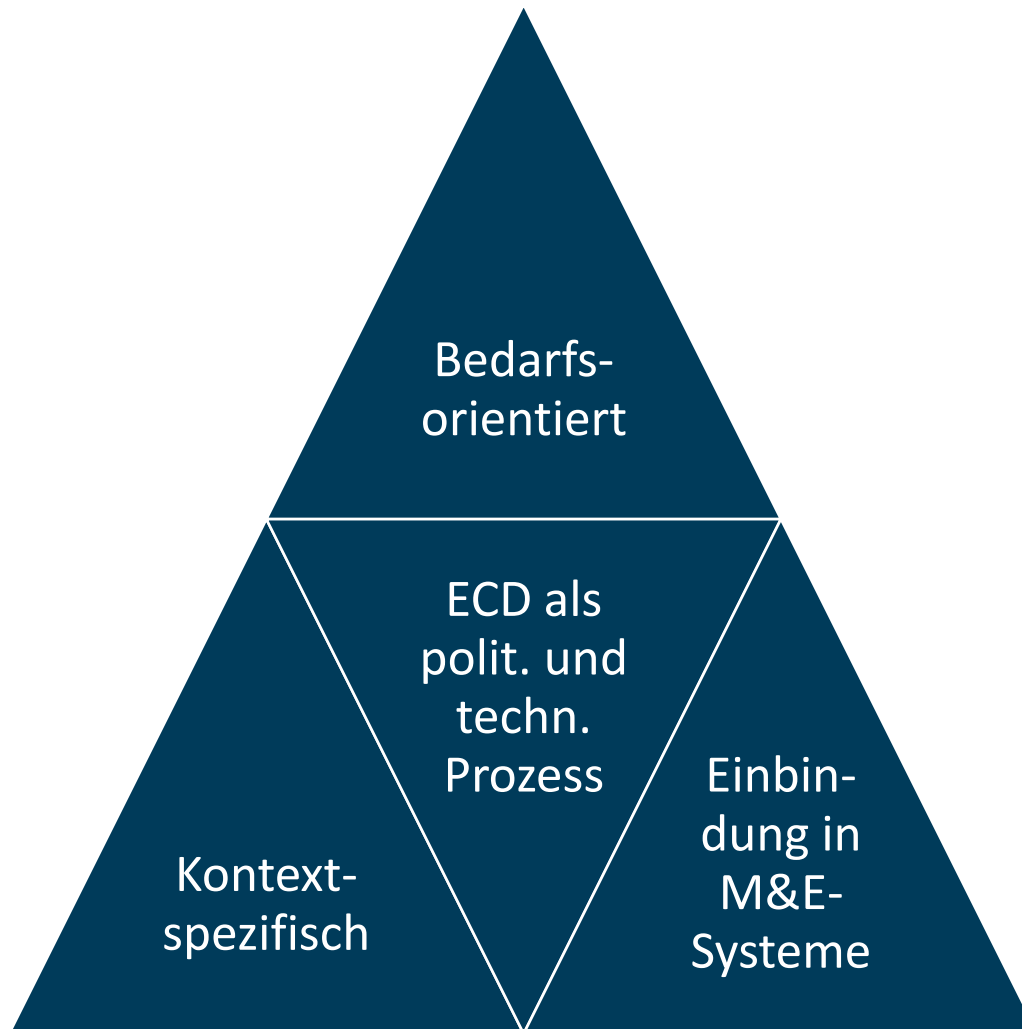 Bedarfs-
orientiert
ECD als
polit. und
techn.
Prozess
Kontext-
spezifisch
Einbin-
dung in
M&E-
Systeme